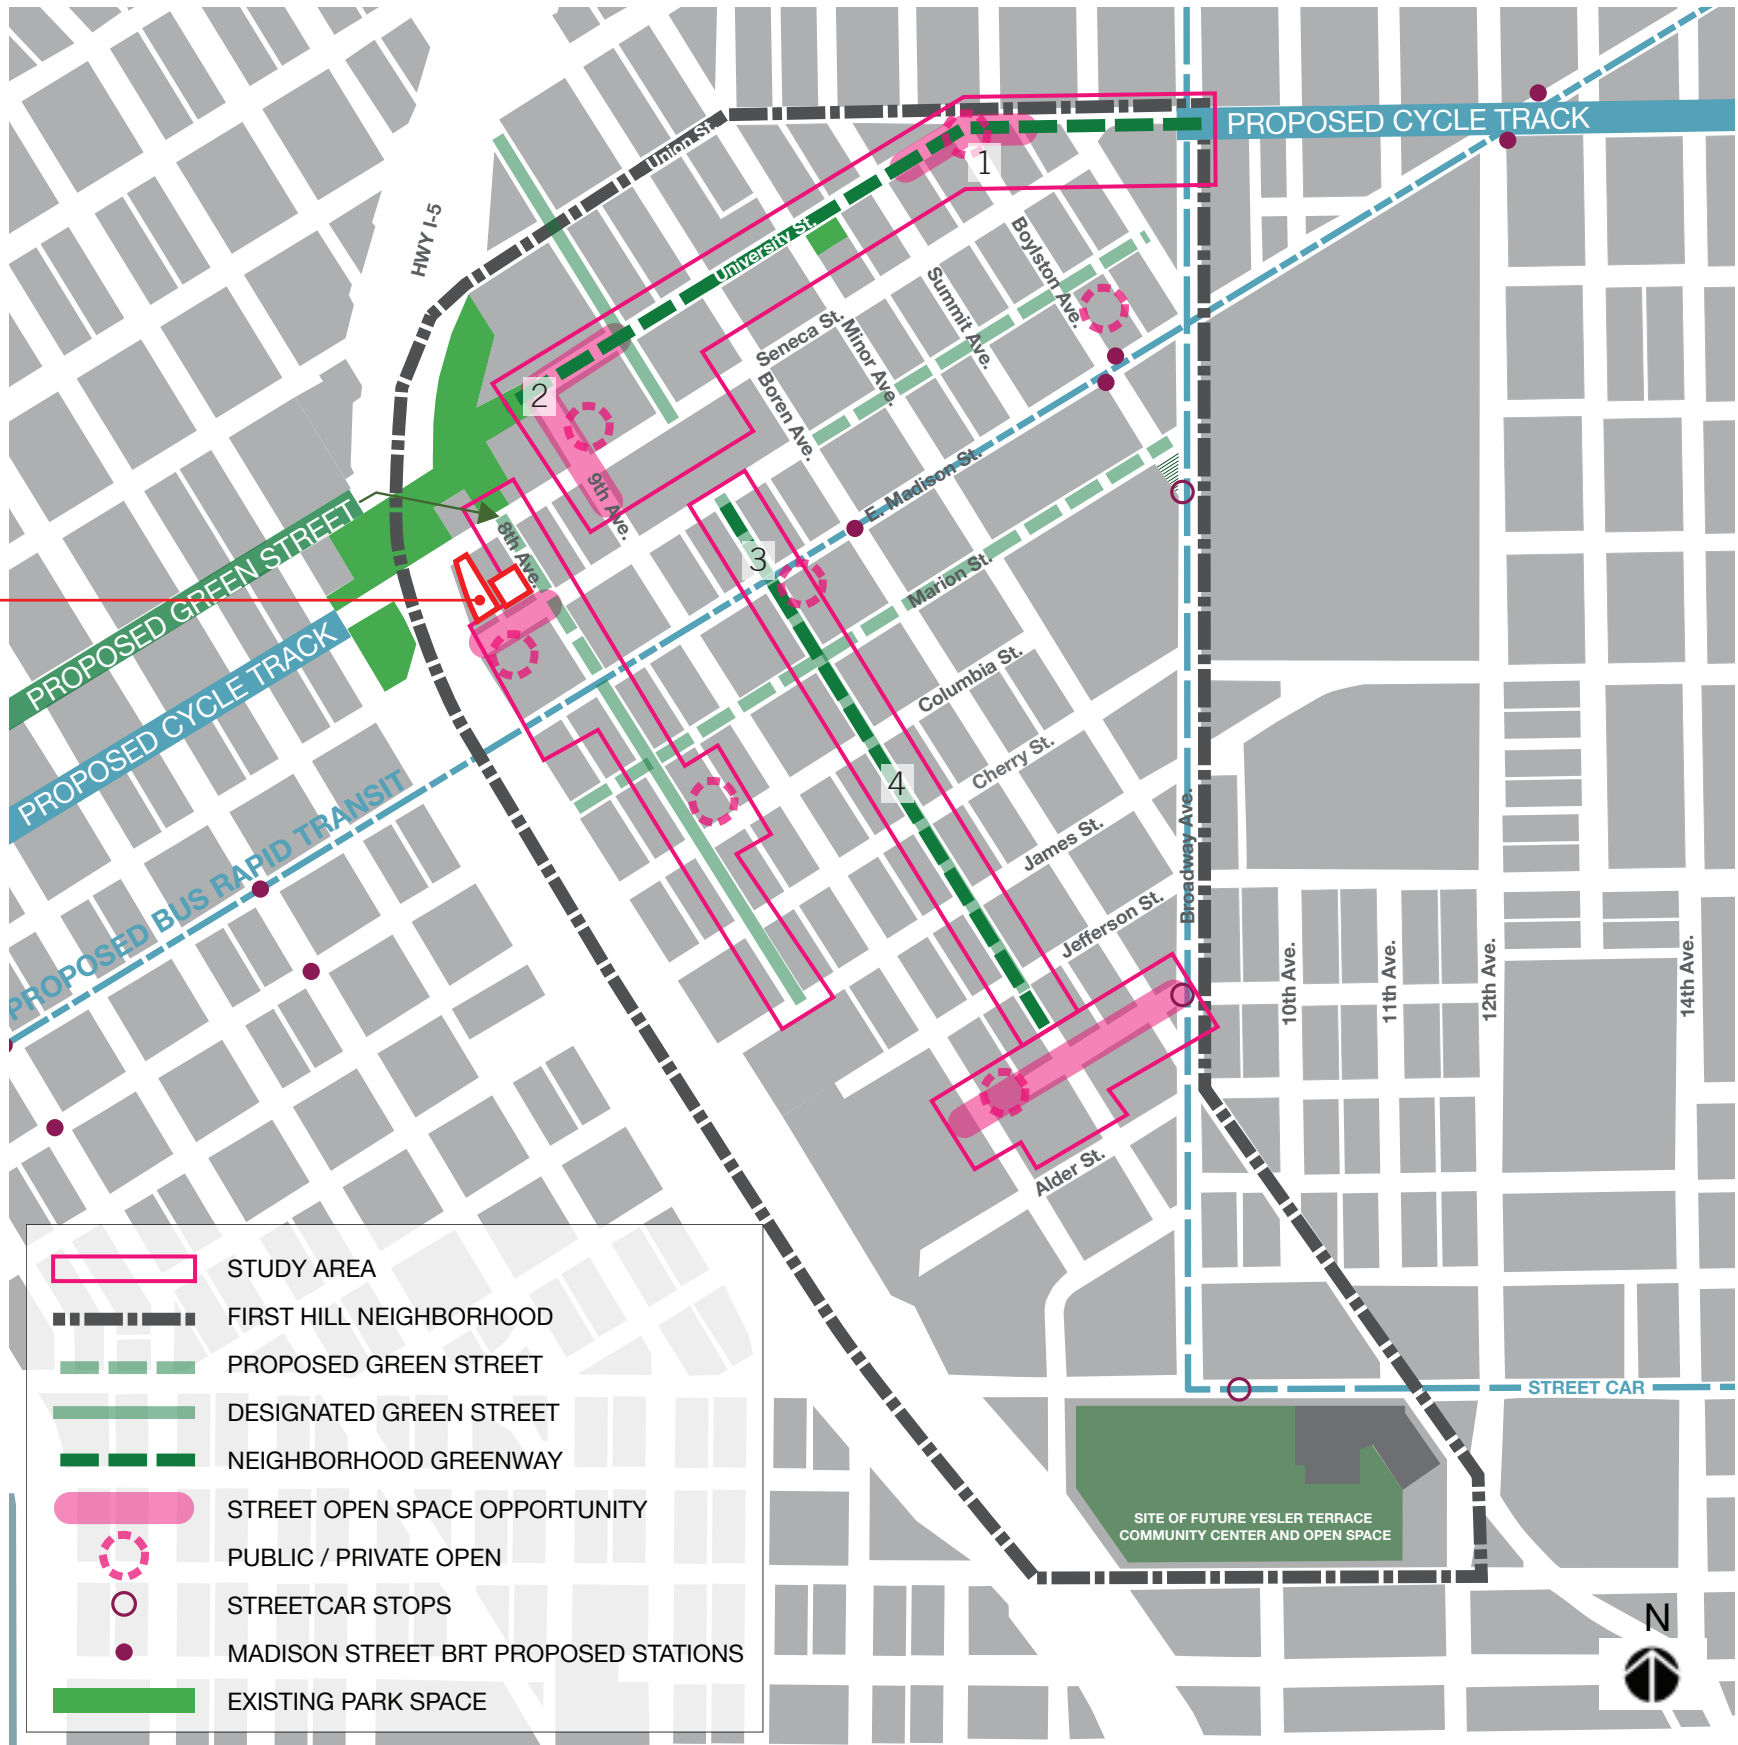 PROPOSED CYCLE TRACK
Union St.
1
HWY I-5
University St.
Boylston Ave.
Summit Ave.
Seneca St.
Minor Ave.
Boren Ave.
2
9th Ave.
E. Madison St.
8th Ave.
3
Marion St.
PROPOSED GREEN STREET
PROPOSED CYCLE TRACK
PROPOSED BUS RAPID TRANSIT
Columbia St.
Cherry St.
4
James St.
Jefferson St.
Broadway Ave.
10th Ave.
11th Ave.
12th Ave.
14th Ave.
Alder St.
STREET CAR
SITE OF FUTURE YESLER TERRACE
COMMUNITY CENTER AND OPEN SPACE
STUDY AREA
FIRST HILL NEIGHBORHOOD
PROPOSED GREEN STREET
DESIGNATED GREEN STREET
NEIGHBORHOOD GREENWAY
STREET OPEN SPACE OPPORTUNITY
PUBLIC / PRIVATE OPEN
STREETCAR STOPS
MADISON STREET BRT PROPOSED STATIONS
EXISTING PARK SPACE
N